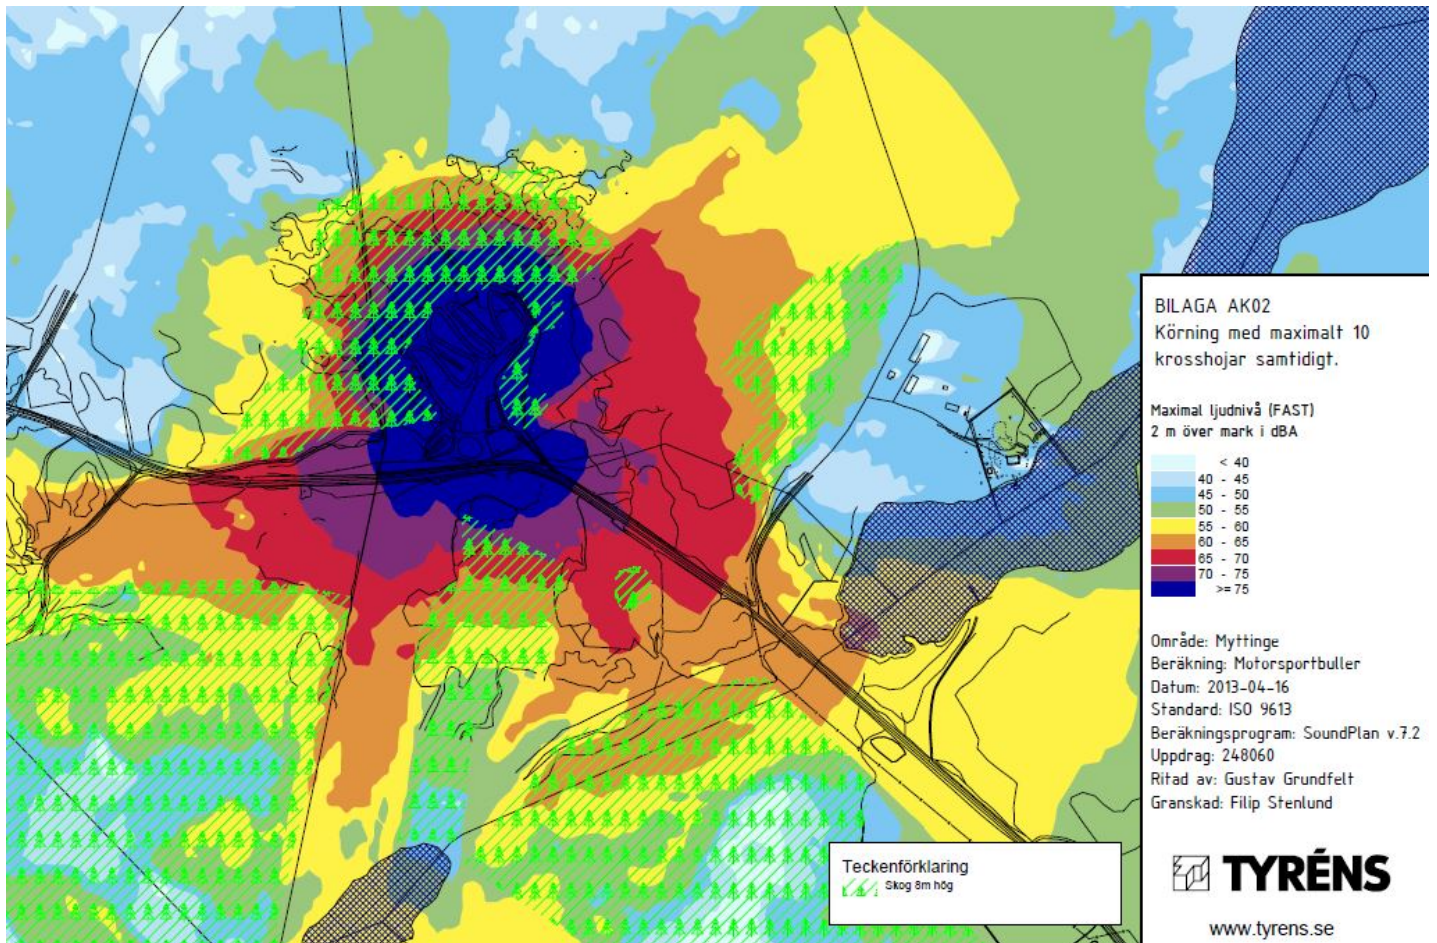 BILAGA AK02
Körning med maximalt 10
krosshojar samtidigt.
Maximal ljudnivå (FAST)
2 m över mark i dBA
< 40
40 - 45
45 - 50
50 - 55
55 - 60
60 - 65
65 - 70
70 - 75
>= 75
Område: Myttinge
Beräkning: Motorsportbuller
Datum: 2013-04-16
Standard: ISO 9613
Beräkningsprogram: SoundPlan v.7.2
Uppdrag: 248060
Ritad av: Gustav Grundfelt
Granskad: Filip Stenlund
Teckenförklaring
Skog 8m hög
TYRÉNS
www.tyrens.se